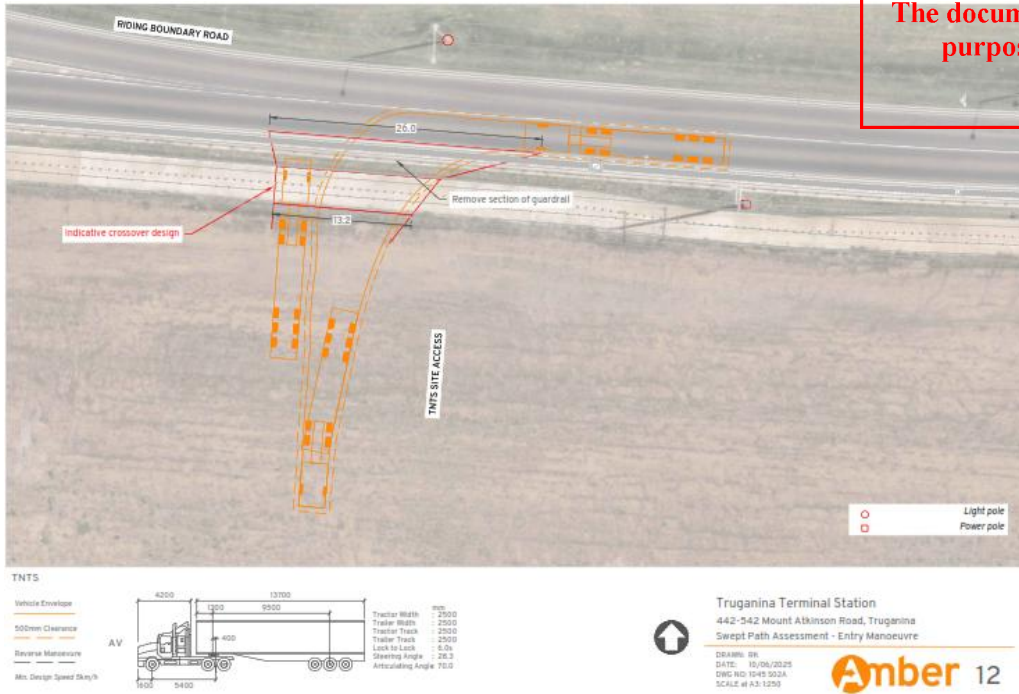 The docum
purpos
RIDING BOUNDARY ROAD
26.0
Remove section of guardrail
13.2
Indicative crossover design
TNTS SITE ACCESS
Light pole
Power pole
TNTS
Vehicle Envelope
500mm Clearance
Reverse Manoeuvre
Min. Design Speed 5km/h
AV
4200
13700
1200
9500
400
1600
5400
mm
Tractor Width : 2500
Trailer Width : 2500
Tractor Track : 2500
Trailer Track : 2500
Lock to Lock : 6.0s
Steering Angle : 28.3
Articulating Angle 70.0
Truganina Terminal Station
442-542 Mount Atkinson Road, Truganina
Swept Path Assessment - Entry Manoeuvre
DRAWN: RK
DATE: 10/06/2025
DWG NO: 1045 S02A
SCALE at A3: 1:250
Amber 12